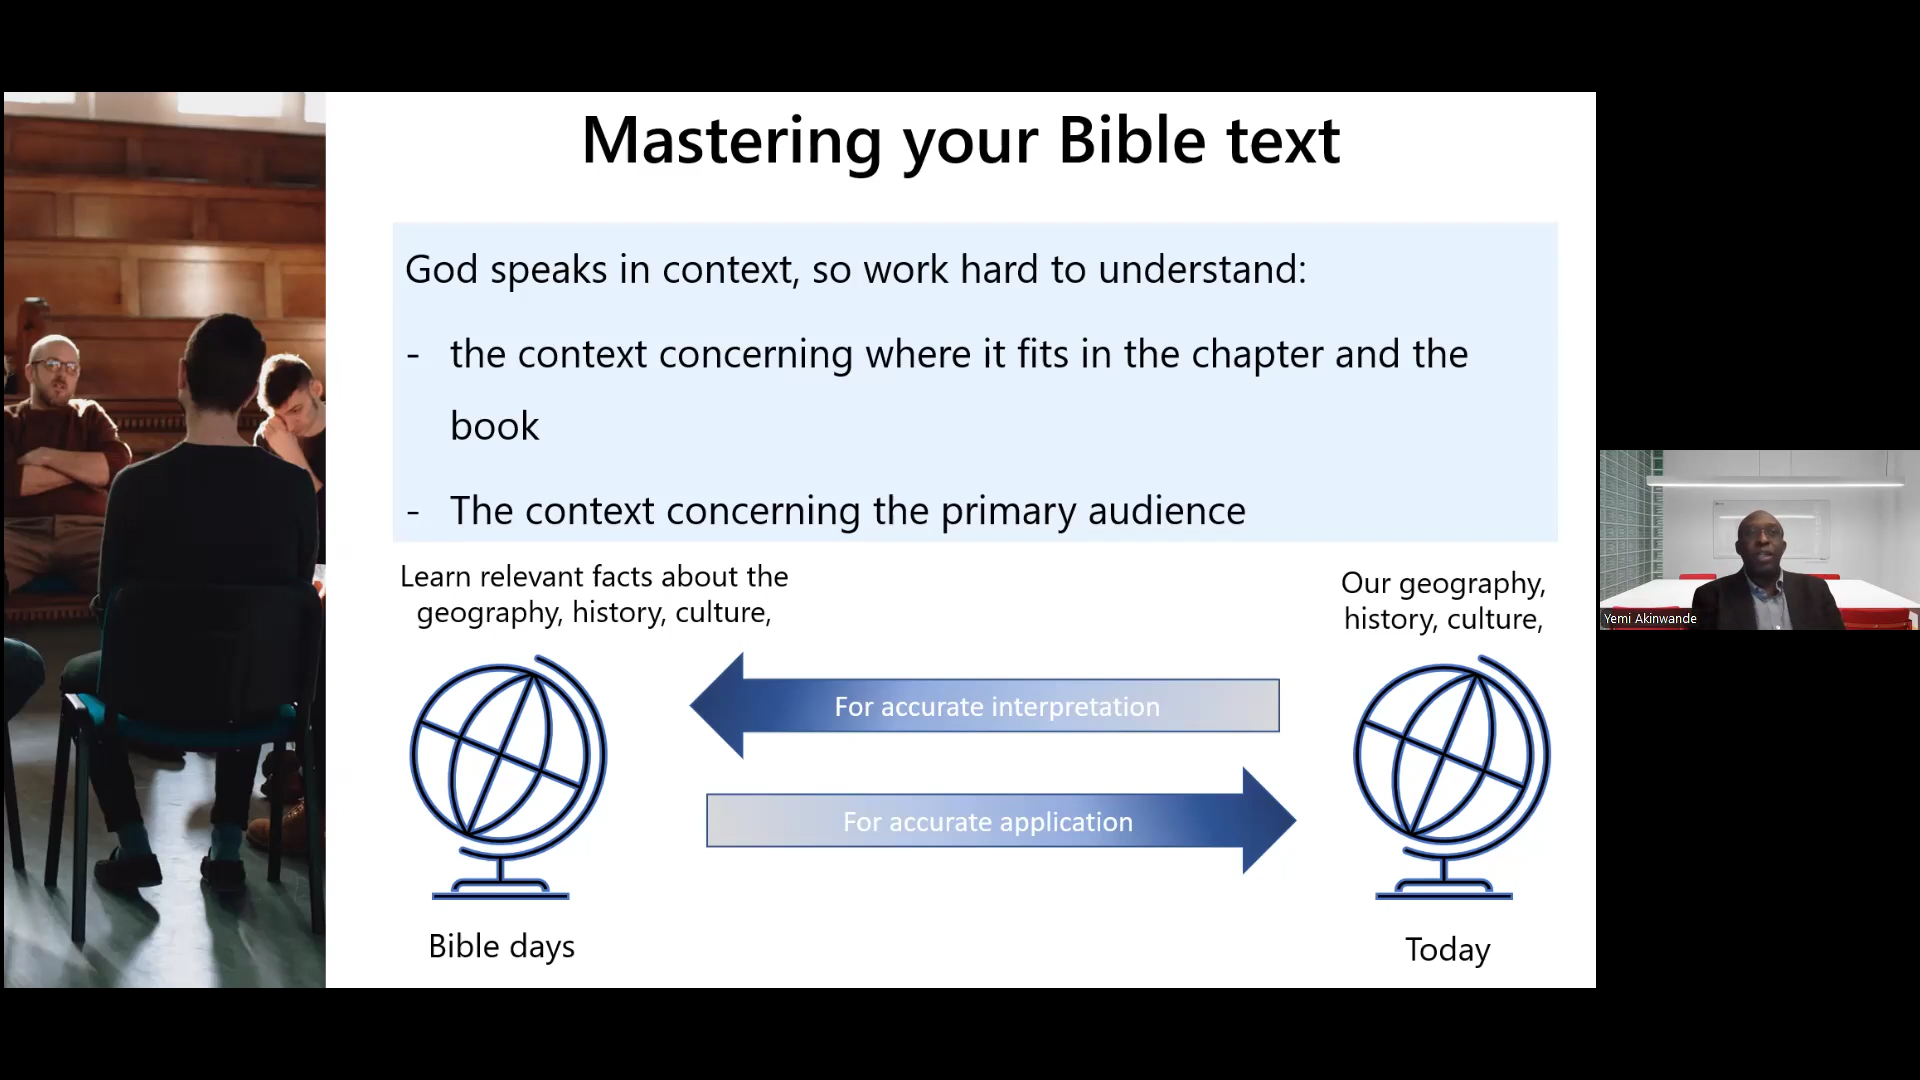 Mastering your Bible text
God speaks in context, so work hard to understand:
- the context concerning where it fits in the chapter and the
book
- The context concerning the primary audience
Learn relevant facts about the
geography, history, culture,
Our geography,
history, culture,
For accurate interpretation
For accurate application
Bible days
Today
Yemi Akinwande